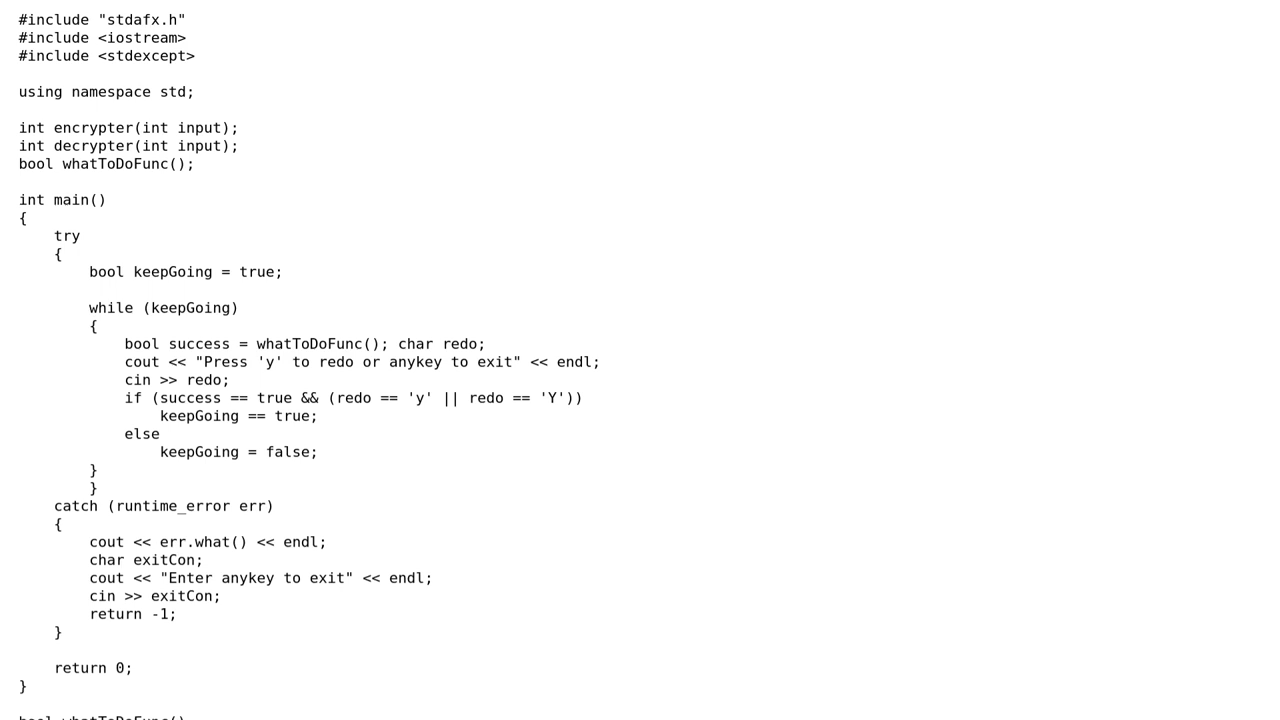 #include "stdafx.h"
#include <iostream>
#include <stdexcept>

using namespace std;

int encrypter(int input);
int decrypter(int input);
bool whatToDoFunc();

int main()
{
    try
    {
        bool keepGoing = true;

        while (keepGoing)
        {
            bool success = whatToDoFunc(); char redo;
            cout << "Press 'y' to redo or anykey to exit" << endl;
            cin >> redo;
            if (success == true && (redo == 'y' || redo == 'Y'))
                keepGoing == true;
            else
                keepGoing = false;
        }
        }
    catch (runtime_error err)
    {
        cout << err.what() << endl;
        char exitCon;
        cout << "Enter anykey to exit" << endl;
        cin >> exitCon;
        return -1;
    }

    return 0;
}

bool whatToDoFunc()